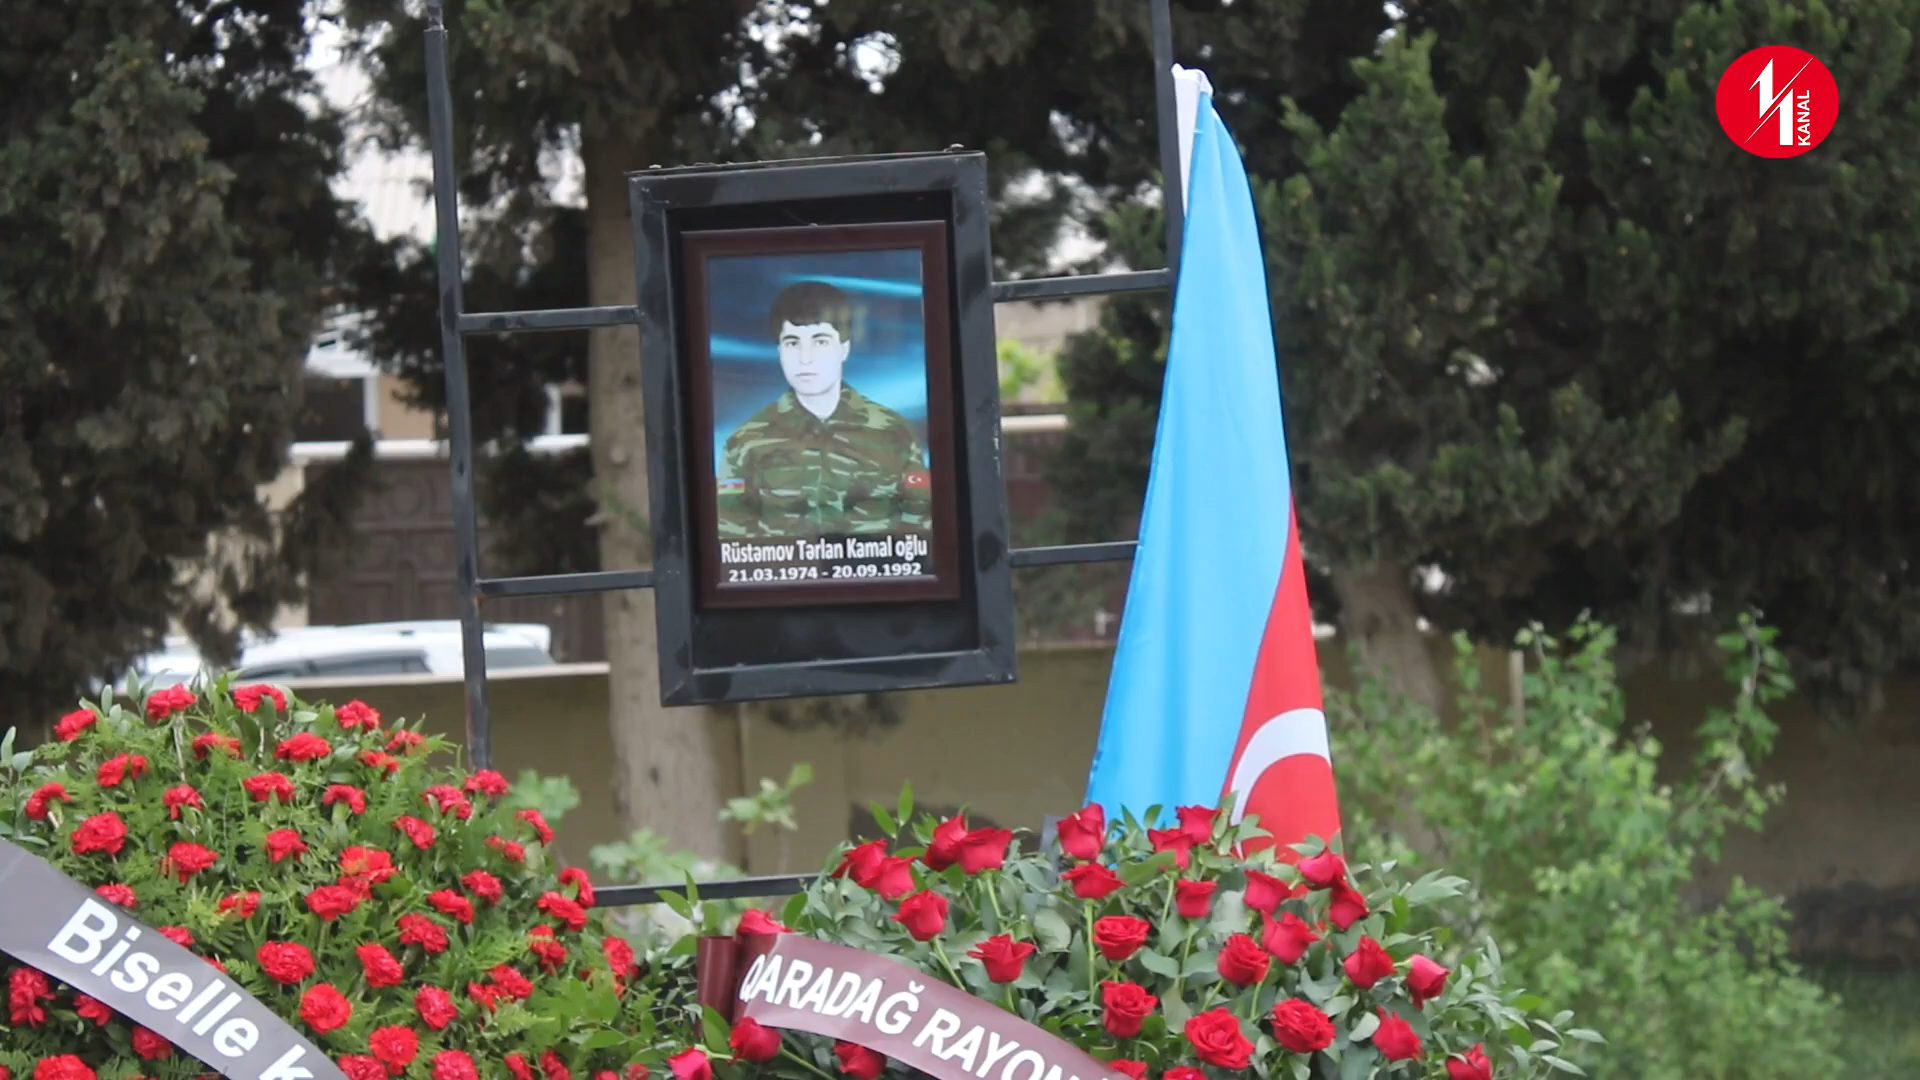 KANAL
Rüstəmov Tərlan Kamal oğlu
21.03.1974 - 20.09.1992
Biselle
QARADAĞ RAYON